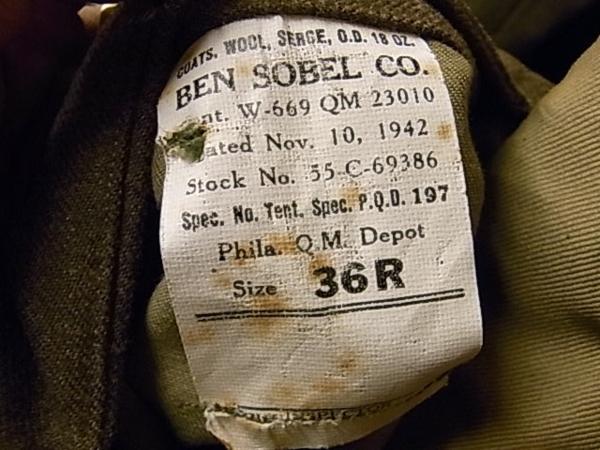 COATS, WOOL, SERGE, O.D. 18 OZ.
BEN SOBEL CO.
nt. W-669 QM 23010
ated Nov. 10, 1942
Stock No. 55-C-69386
Spec. No. Tent. Spec. P.Q.D. 197
Phila. Q.M. Depot
Size 36R